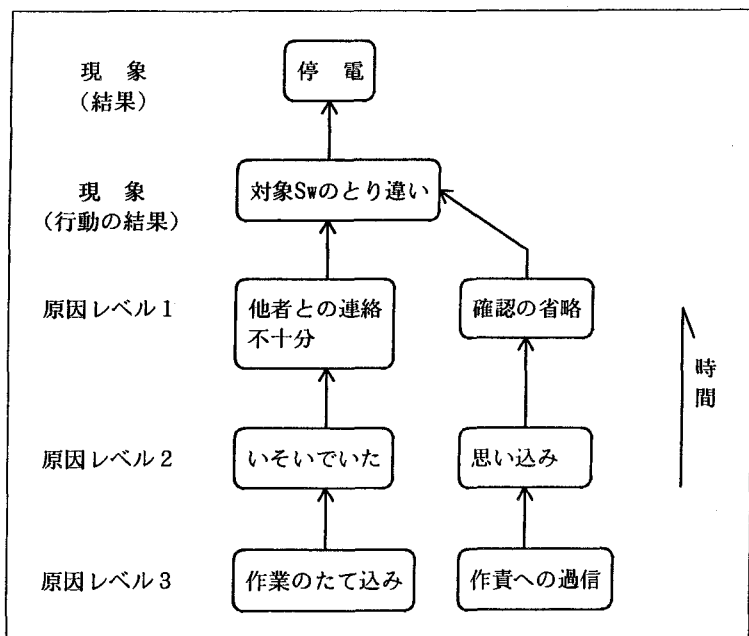 現 象
(結果)
停 電
現 象
(行動の結果)
対象Swのとり違い
原因レベル1
他者との連絡
不十分
確認の省略
時間
原因レベル2
いそいでいた
思い込み
原因レベル3
作業のたて込み
作責への過信